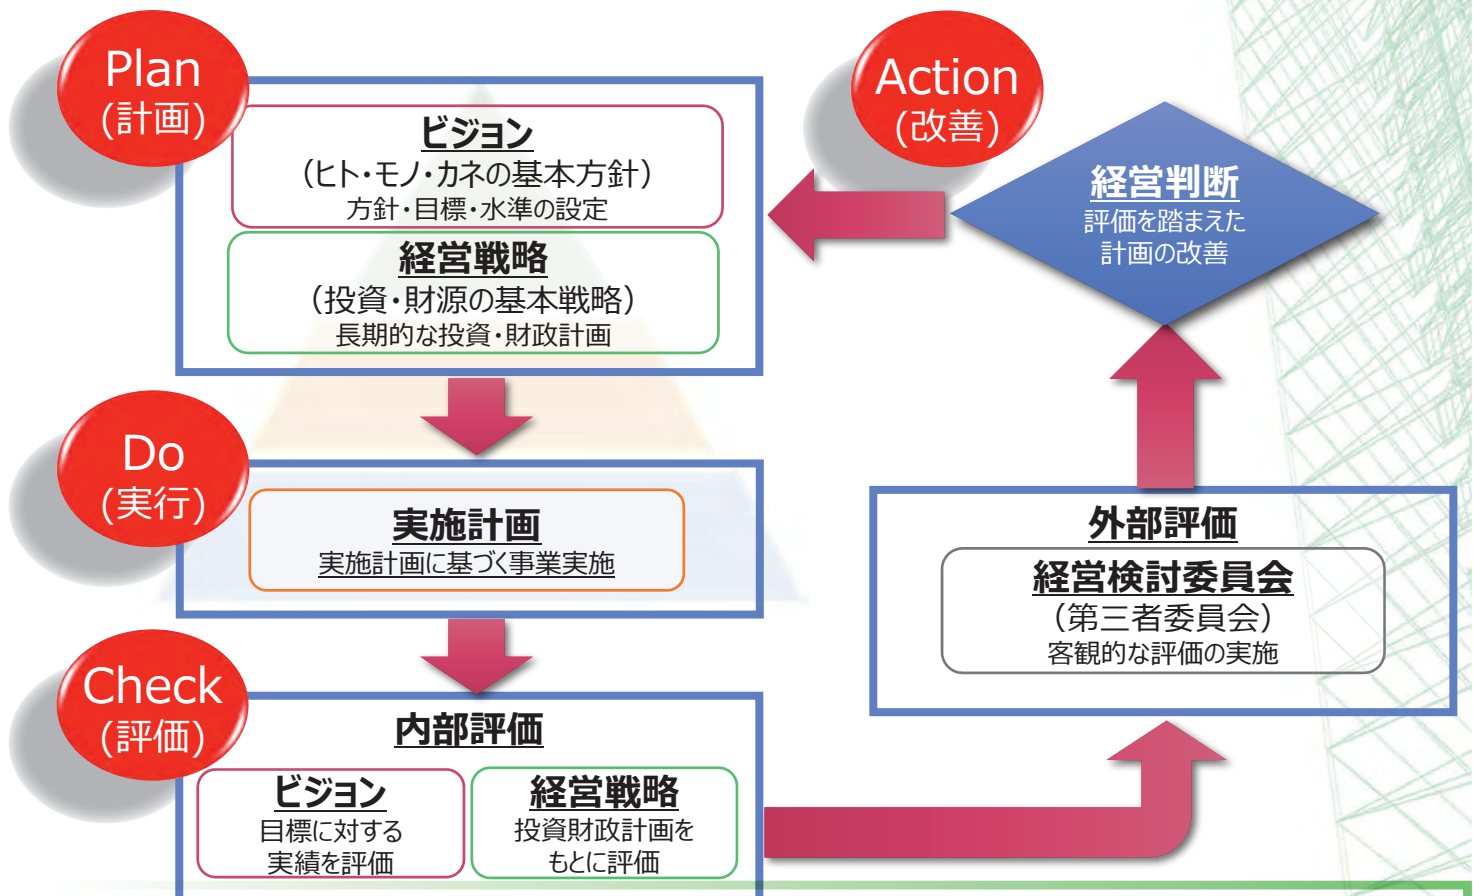 Plan
(計画)
ビジョン
(ヒト・モノ・カネの基本方針)
方針・目標・水準の設定
経営戦略
(投資・財源の基本戦略)
長期的な投資・財政計画
Do
(実行)
実施計画
実施計画に基づく事業実施
Check
(評価)
内部評価
ビジョン
目標に対する
実績を評価
経営戦略
投資財政計画を
もとに評価
外部評価
経営検討委員会
(第三者委員会)
客観的な評価の実施
Action
(改善)
経営判断
評価を踏まえた
計画の改善